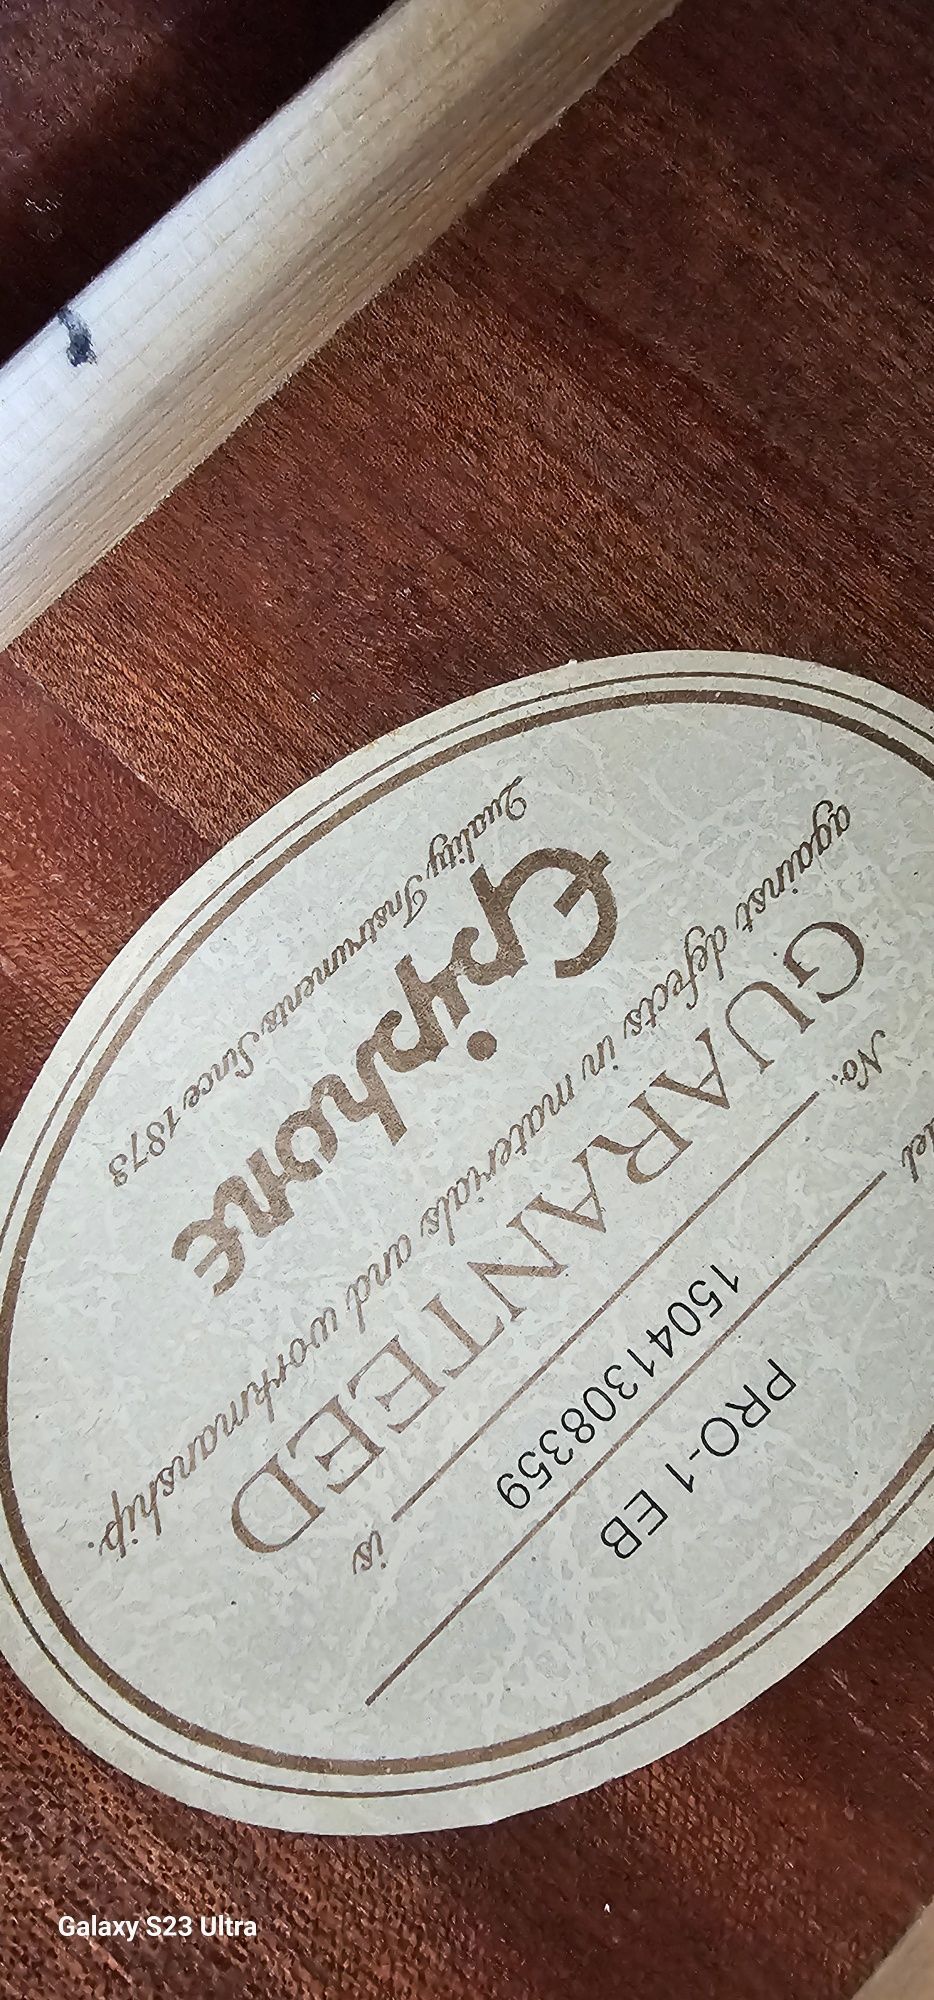 Quality Instruments Since 1873
Epiphone
against defects in materials and workmanship.
GUARANTEED
No. 15041308359 is
PRO-1 EB
Galaxy S23 Ultra